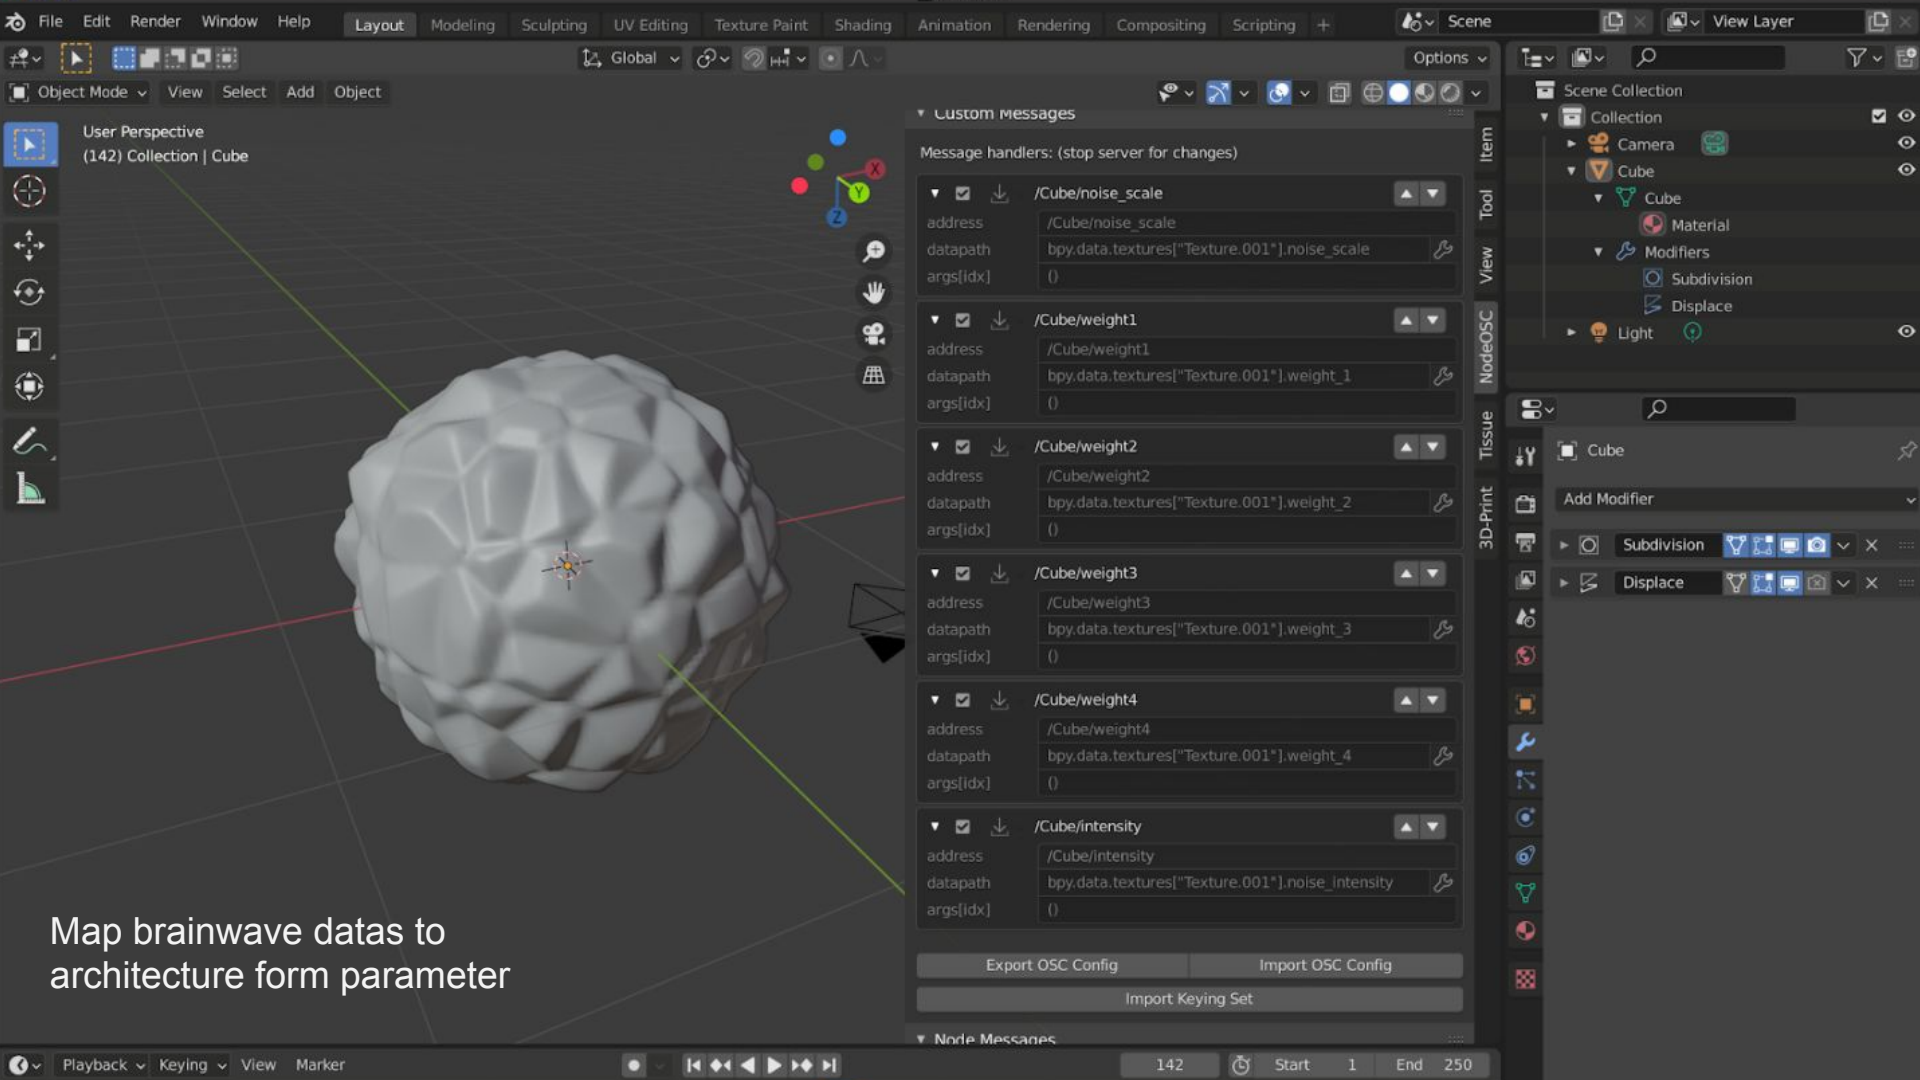 File Edit Render Window Help Layout Modeling Sculpting UV Editing Texture Paint Shading Animation Rendering Compositing Scripting + Scene View Layer
Global Options
Object Mode View Select Add Object
User Perspective
(142) Collection | Cube
X
Y
Z
Custom Messages
Message handlers: (stop server for changes)
/Cube/noise_scale
address /Cube/noise_scale
datapath bpy.data.textures["Texture.001"].noise_scale
args[idx] ()
/Cube/weight1
address /Cube/weight1
datapath bpy.data.textures["Texture.001"].weight_1
args[idx] ()
/Cube/weight2
address /Cube/weight2
datapath bpy.data.textures["Texture.001"].weight_2
args[idx] ()
/Cube/weight3
address /Cube/weight3
datapath bpy.data.textures["Texture.001"].weight_3
args[idx] ()
/Cube/weight4
address /Cube/weight4
datapath bpy.data.textures["Texture.001"].weight_4
args[idx] ()
/Cube/intensity
address /Cube/intensity
datapath bpy.data.textures["Texture.001"].noise_intensity
args[idx] ()
Export OSC Config Import OSC Config
Import Keying Set
Node Messages
Item
Tool
View
NodeOSC
Tissue
3D-Print
Scene Collection
Collection
Camera
Cube
Cube
Material
Modifiers
Subdivision
Displace
Light
Cube
Add Modifier
Subdivision
Displace
Map brainwave datas to
architecture form parameter
Playback Keying View Marker 142 Start 1 End 250